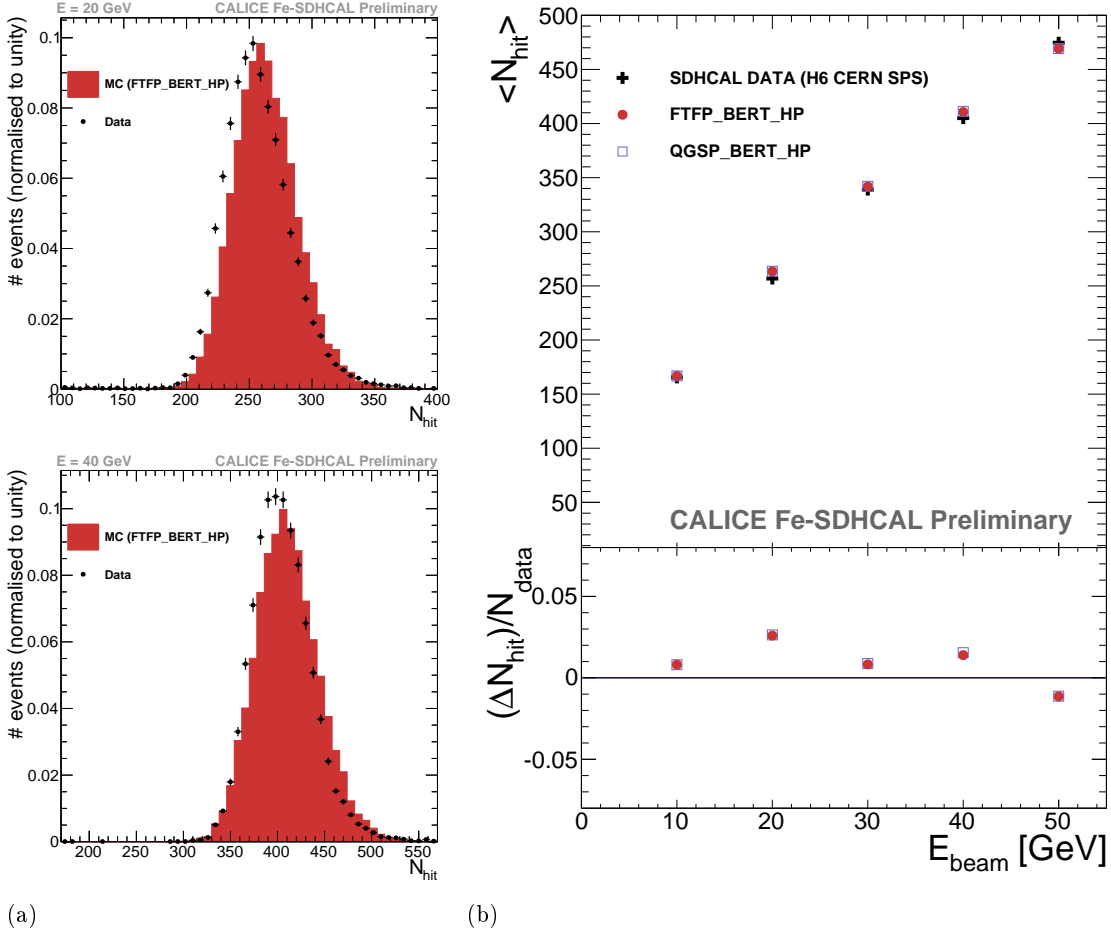 E = 20 GeV CALICE Fe-SDHCAL Preliminary
# events (normalised to unity)
0.1
0.08
0.06
0.04
0.02
0
MC (FTFP_BERT_HP)
Data
100 150 200 250 300 350 400
N_hit
E = 40 GeV CALICE Fe-SDHCAL Preliminary
# events (normalised to unity)
0.1
0.08
0.06
0.04
0.02
0
MC (FTFP_BERT_HP)
Data
200 250 300 350 400 450 500 550
N_hit
(a)
<N_hit>
500
450
400
350
300
250
200
150
100
50
SDHCAL DATA (H6 CERN SPS)
FTFP_BERT_HP
QGSP_BERT_HP
CALICE Fe-SDHCAL Preliminary
(ΔN_hit)/N_data
0.05
0
-0.05
0 10 20 30 40 50
E_beam [GeV]
(b)